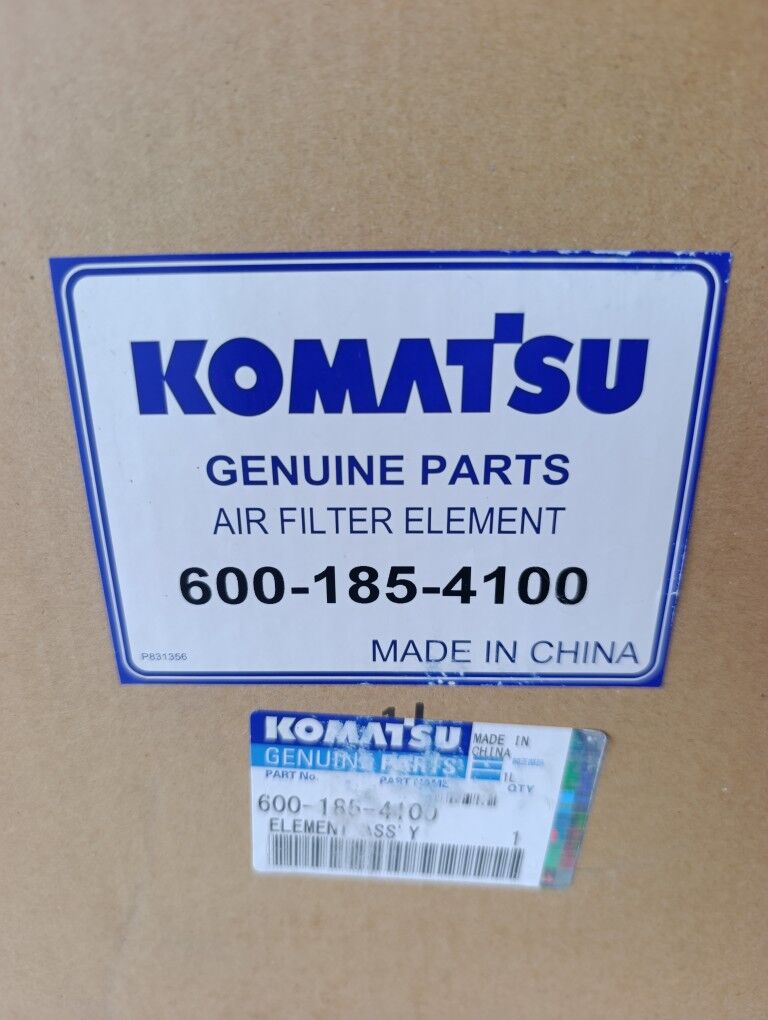 KOMATSU
GENUINE PARTS
AIR FILTER ELEMENT
600-185-4100
P831356
MADE IN CHINA
KOMATSU
MADE IN
CHINA
GENUINE PARTS
PART No.
PART NAME
QTY
600-185-4100
ELEMENT ASS'Y
1